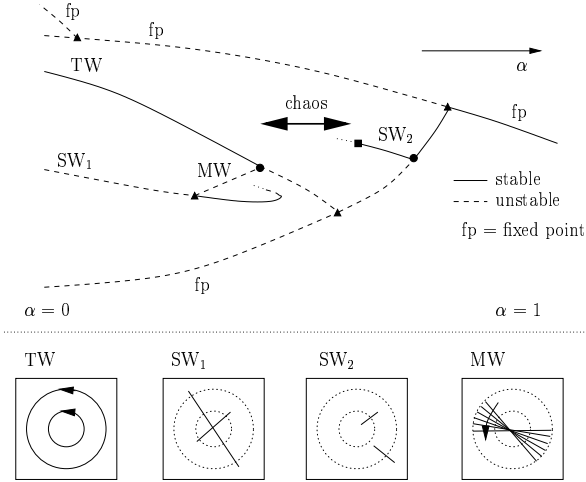 fp
fp
TW
α
chaos
fp
SW₂
SW₁
MW
stable
unstable
fp = fixed point
fp
α = 0
α = 1
TW
SW₁
SW₂
MW